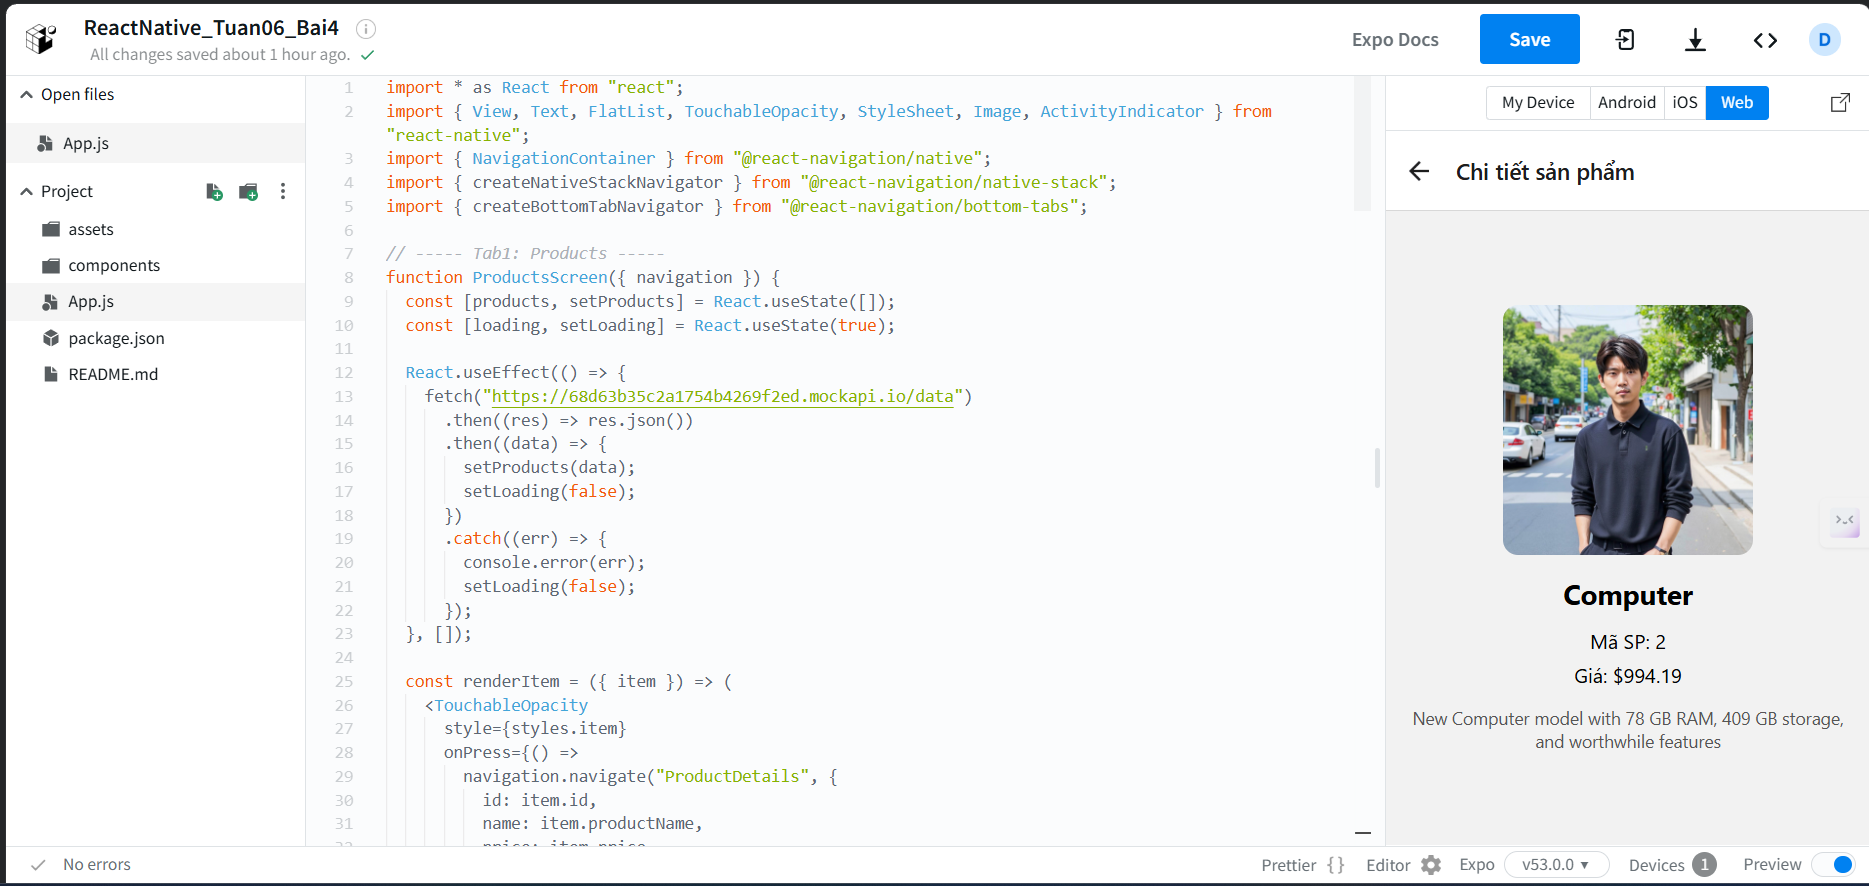 ReactNative_Tuan06_Bai4
All changes saved about 1 hour ago.
Expo Docs
Save
D
Open files
App.js
Project
assets
components
App.js
package.json
README.md
1 import * as React from "react";
2 import { View, Text, FlatList, TouchableOpacity, StyleSheet, Image, ActivityIndicator } from
"react-native";
3 import { NavigationContainer } from "@react-navigation/native";
4 import { createNativeStackNavigator } from "@react-navigation/native-stack";
5 import { createBottomTabNavigator } from "@react-navigation/bottom-tabs";
6
7 // ----- Tab1: Products -----
8 function ProductsScreen({ navigation }) {
9 const [products, setProducts] = React.useState([]);
10 const [loading, setLoading] = React.useState(true);
11
12 React.useEffect(() => {
13 fetch("https://68d63b35c2a1754b4269f2ed.mockapi.io/data")
14 .then((res) => res.json())
15 .then((data) => {
16 setProducts(data);
17 setLoading(false);
18 })
19 .catch((err) => {
20 console.error(err);
21 setLoading(false);
22 });
23 }, []);
24
25 const renderItem = ({ item }) => (
26 <TouchableOpacity
27 style={styles.item}
28 onPress={() =>
29 navigation.navigate("ProductDetails", {
30 id: item.id,
31 name: item.productName,
My Device
Android
iOS
Web
Chi tiết sản phẩm
Computer
Mã SP: 2
Giá: $994.19
New Computer model with 78 GB RAM, 409 GB storage,
and worthwhile features
No errors
Prettier { }
Editor
Expo
v53.0.0
Devices 1
Preview